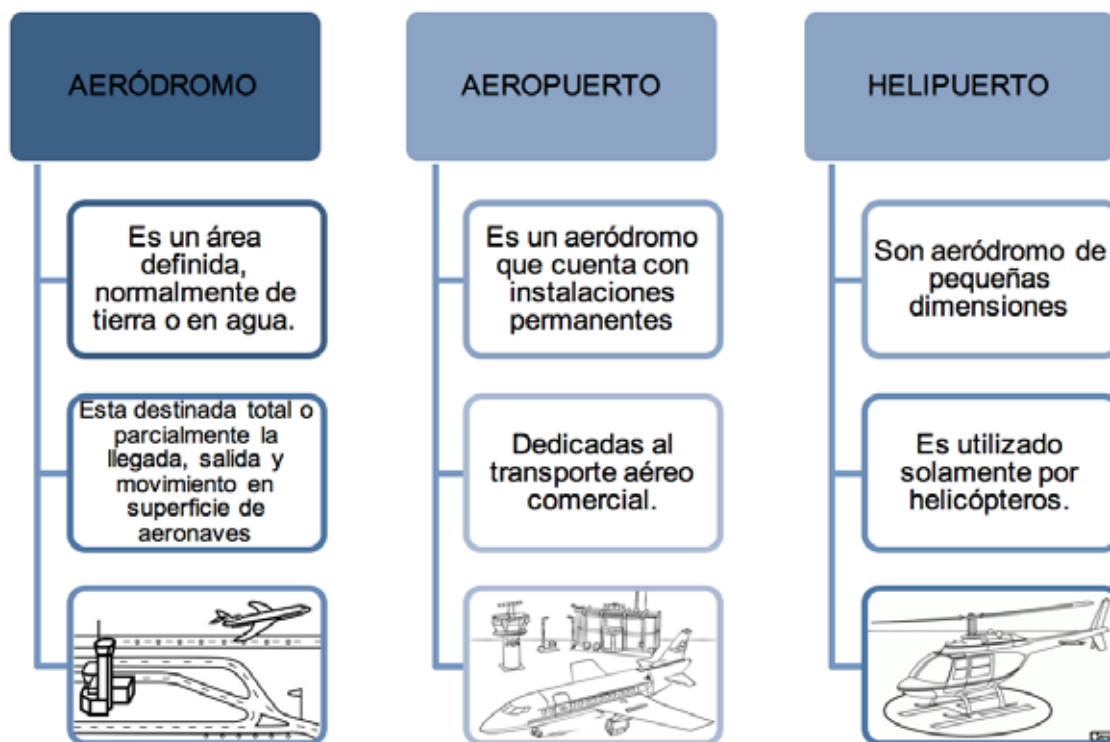 AERÓDROMO
Es un área
definida,
normalmente de
tierra o en agua.
Esta destinada total o
parcialmente la
llegada, salida y
movimiento en
superficie de
aeronaves
AEROPUERTO
Es un aeródromo
que cuenta con
instalaciones
permanentes
Dedicadas al
transporte aéreo
comercial.
HELIPUERTO
Son aeródromo de
pequeñas
dimensiones
Es utilizado
solamente por
helicópteros.